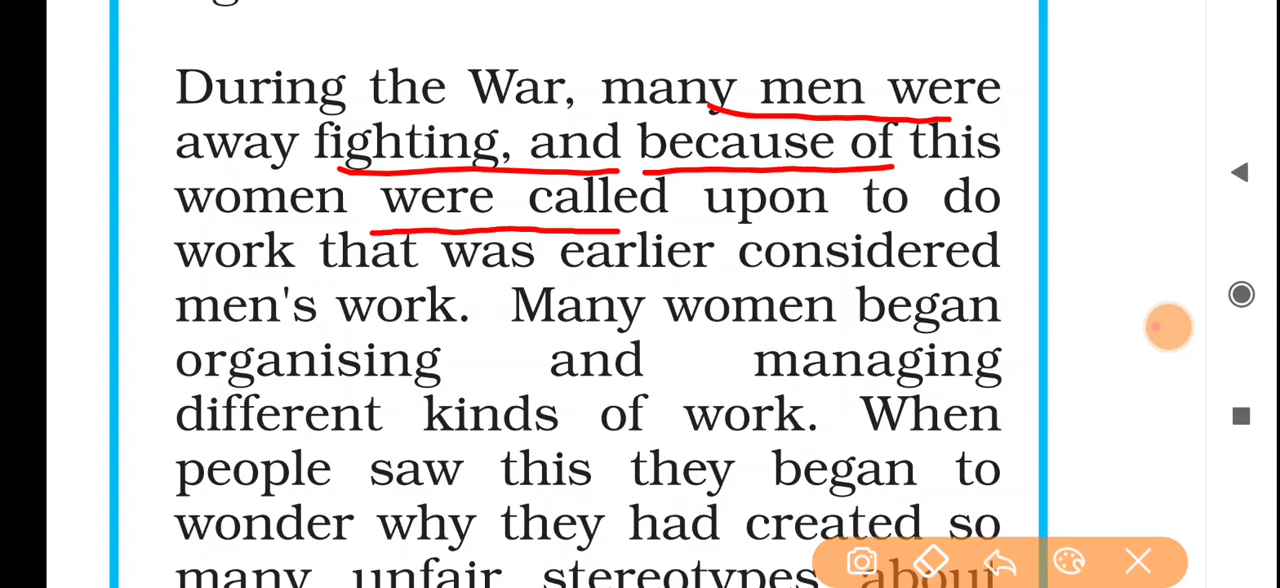 During the War, many men were
away fighting, and because of this
women were called upon to do
work that was earlier considered
men's work. Many women began
organising and managing
different kinds of work. When
people saw this they began to
wonder why they had created so
many unfair stereotypes about